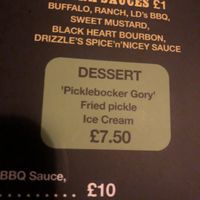 SAUCES £1
BUFFALO, RANCH, LD's BBQ,
SWEET MUSTARD,
BLACK HEART BOURBON,
DRIZZLE'S SPICE'n'NICEY SAUCE
DESSERT
'Picklebocker Gory'
Fried pickle
Ice Cream
£7.50
BBQ Sauce,
£10